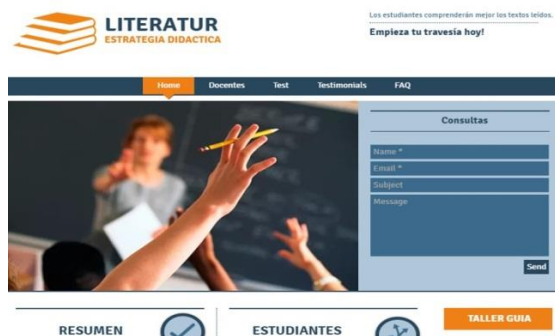 LITERATUR
ESTRATEGIA DIDACTICA
Los estudiantes comprenderán mejor los textos leídos.
Empieza tu travesía hoy!
Home Docentes Test Testimonials FAQ
Consultas
Name *
Email *
Subject
Message
Send
RESUMEN
ESTUDIANTES
TALLER GUIA